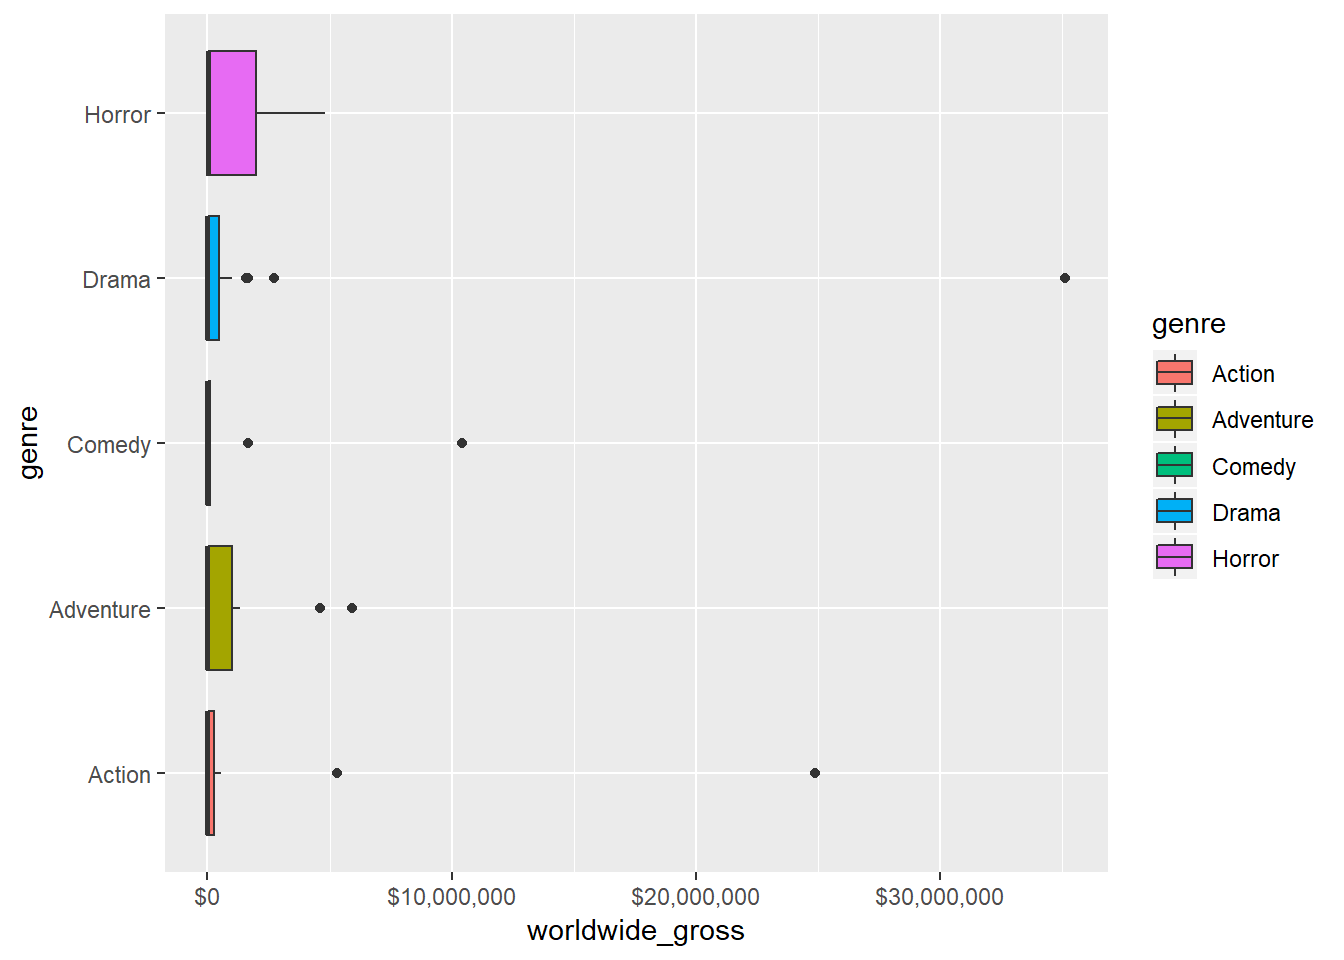 Horror
Drama
Comedy
Adventure
Action
genre
$0 $10,000,000 $20,000,000 $30,000,000
worldwide_gross
genre
Action
Adventure
Comedy
Drama
Horror